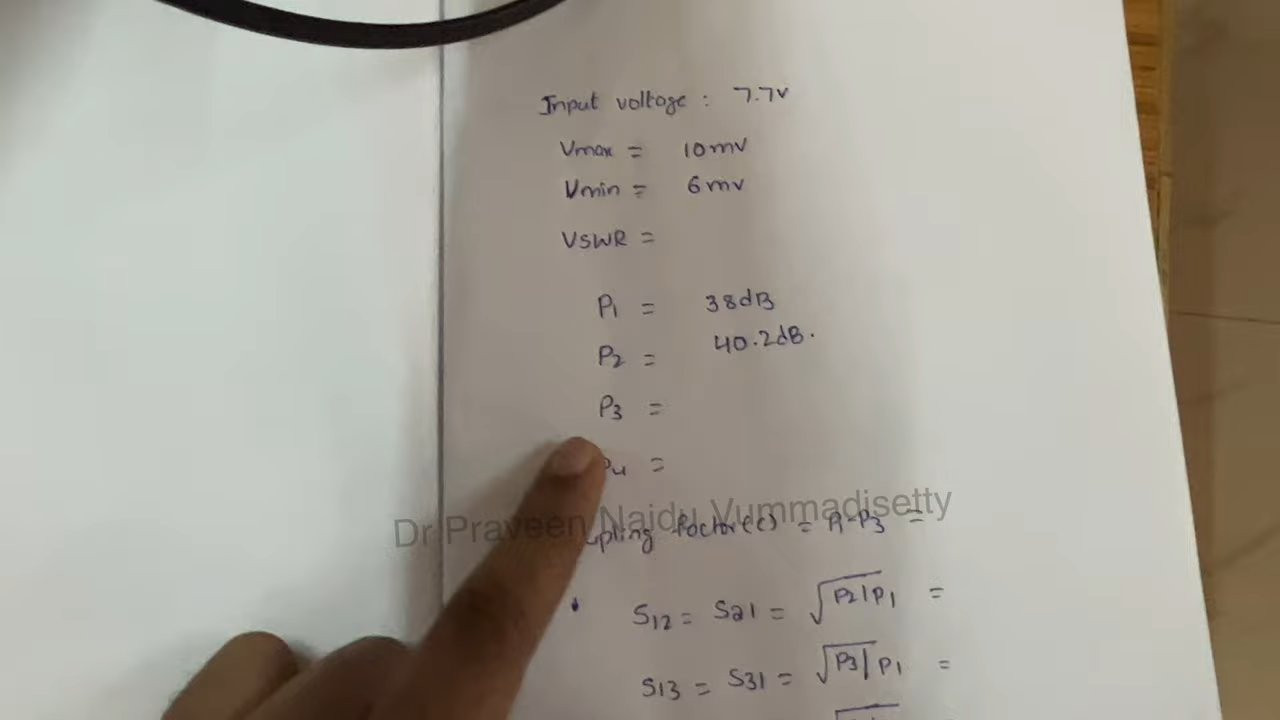 Input voltage : 7.7v
Vmax = 10mv
Vmin = 6mv
VSWR =
P1 = 38dB
P2 = 40.2dB.
P3 =
P4 =
Dr Praveen Naidu Vummadisetty
pling factor(c) = P1-P3 =
S12 = S21 = √P2/P1 =
S13 = S31 = √P3/P1 =